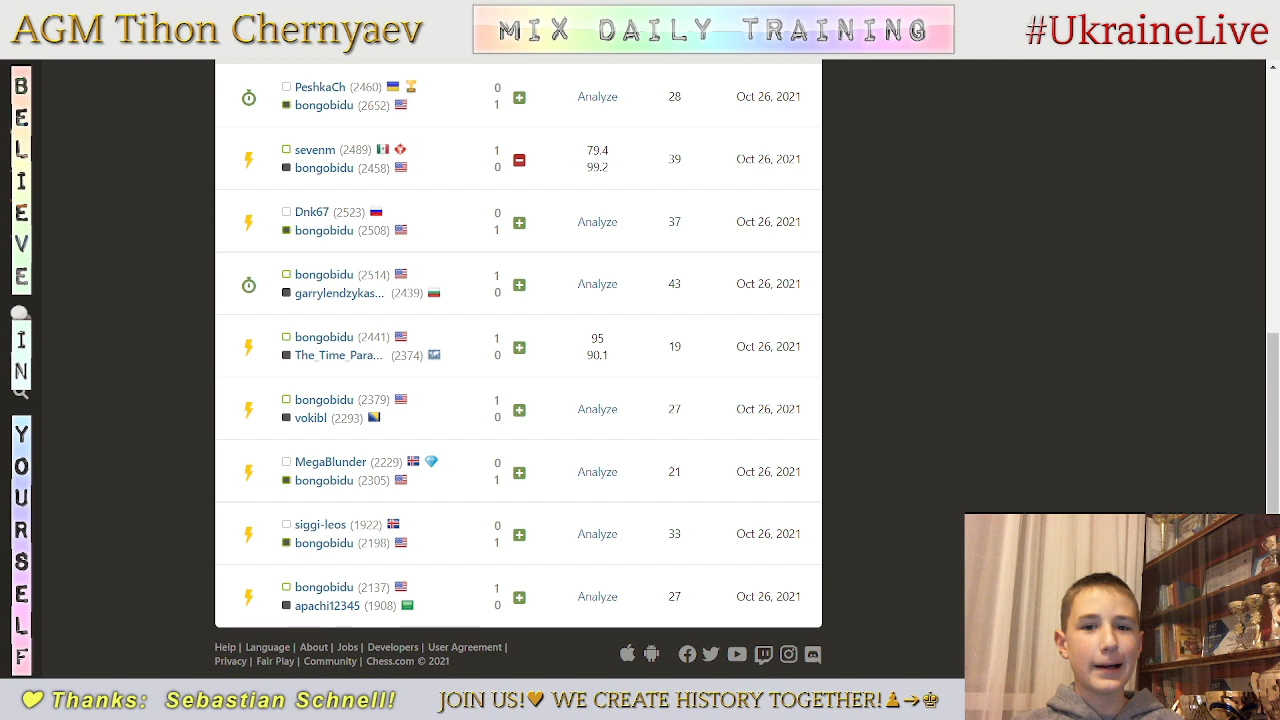 AGM Tihon Chernyaev
MIX DAILY TRAINING
#UkraineLive
BELIEVE
IN
YOURSELF
PeshkaCh (2460) 0
bongobidu (2652) 1
Analyze 28 Oct 26, 2021
sevenm (2489) 1 79.4
bongobidu (2458) 0 99.2
39 Oct 26, 2021
Dnk67 (2523) 0
bongobidu (2508) 1
Analyze 37 Oct 26, 2021
bongobidu (2514) 1
garrylendzykas... (2439) 0
Analyze 43 Oct 26, 2021
bongobidu (2441) 1 95
The_Time_Para... (2374) 0 90.1
19 Oct 26, 2021
bongobidu (2379) 1
vokibl (2293) 0
Analyze 27 Oct 26, 2021
MegaBlunder (2229) 0
bongobidu (2305) 1
Analyze 21 Oct 26, 2021
siggi-leos (1922) 0
bongobidu (2198) 1
Analyze 33 Oct 26, 2021
bongobidu (2137) 1
apachi12345 (1908) 0
Analyze 27 Oct 26, 2021
Help | Language | About | Jobs | Developers | User Agreement |
Privacy | Fair Play | Community | Chess.com © 2021
Thanks: Sebastian Schnell!
JOIN US! WE CREATE HISTORY TOGETHER!